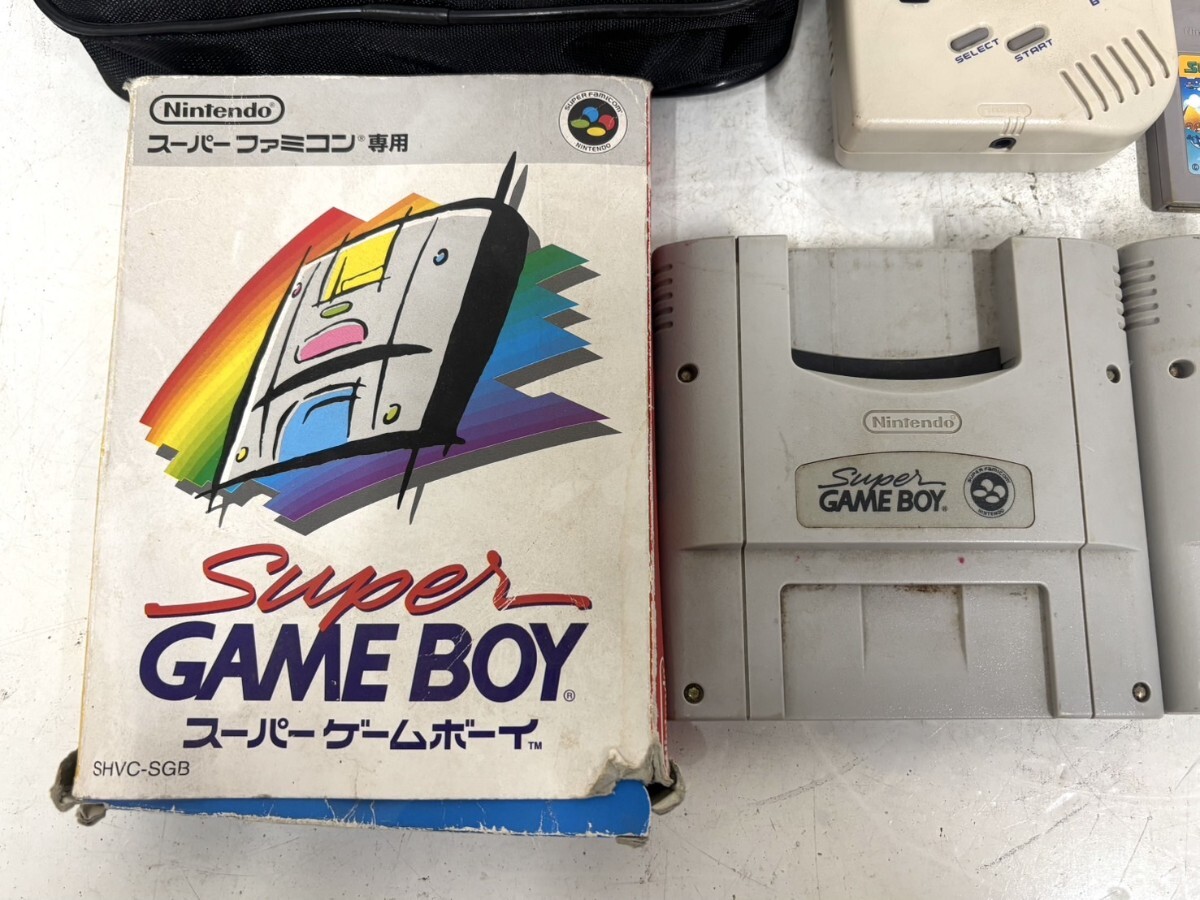 Nintendo
スーパーファミコン®専用
SUPER FAMICOM
NINTENDO
Super
GAME BOY®
スーパーゲームボーイ™
SHVC-SGB
SELECT
START
Nintendo
Super
GAME BOY®
SUPER FAMICOM
NINTENDO